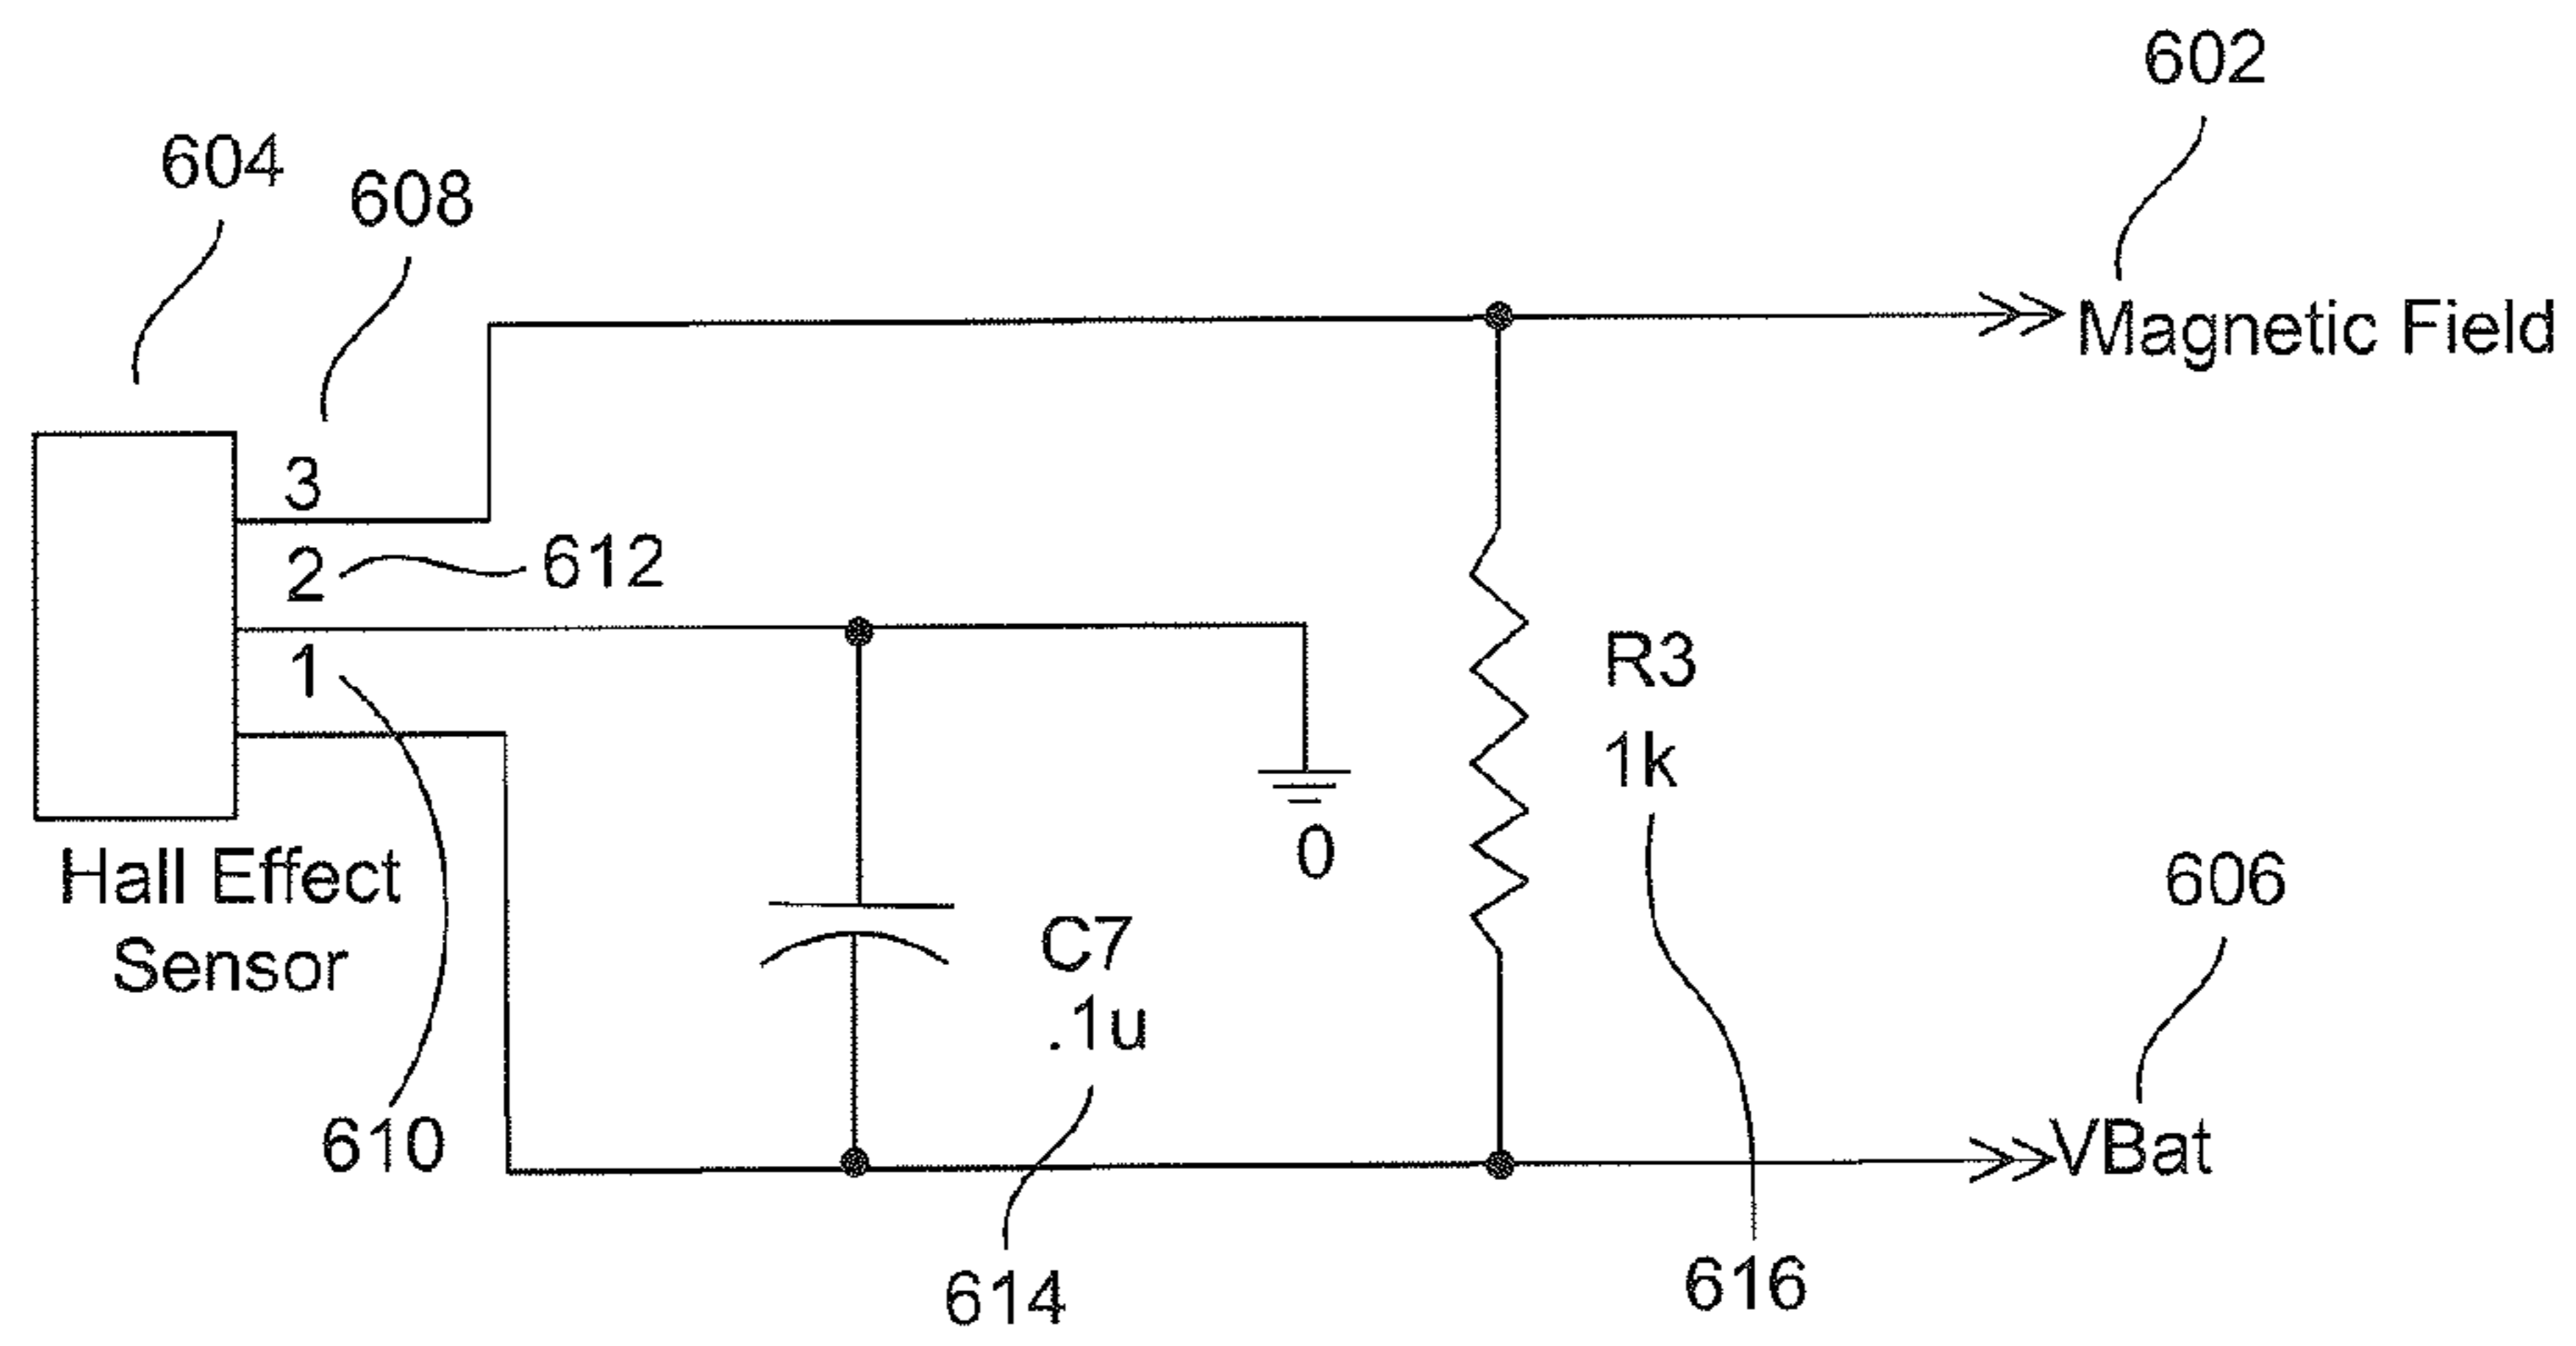 602
604
608
Magnetic Field
3
2
612
1
R3
1k
0
Hall Effect
Sensor
606
C7
.1u
610
VBat
614
616